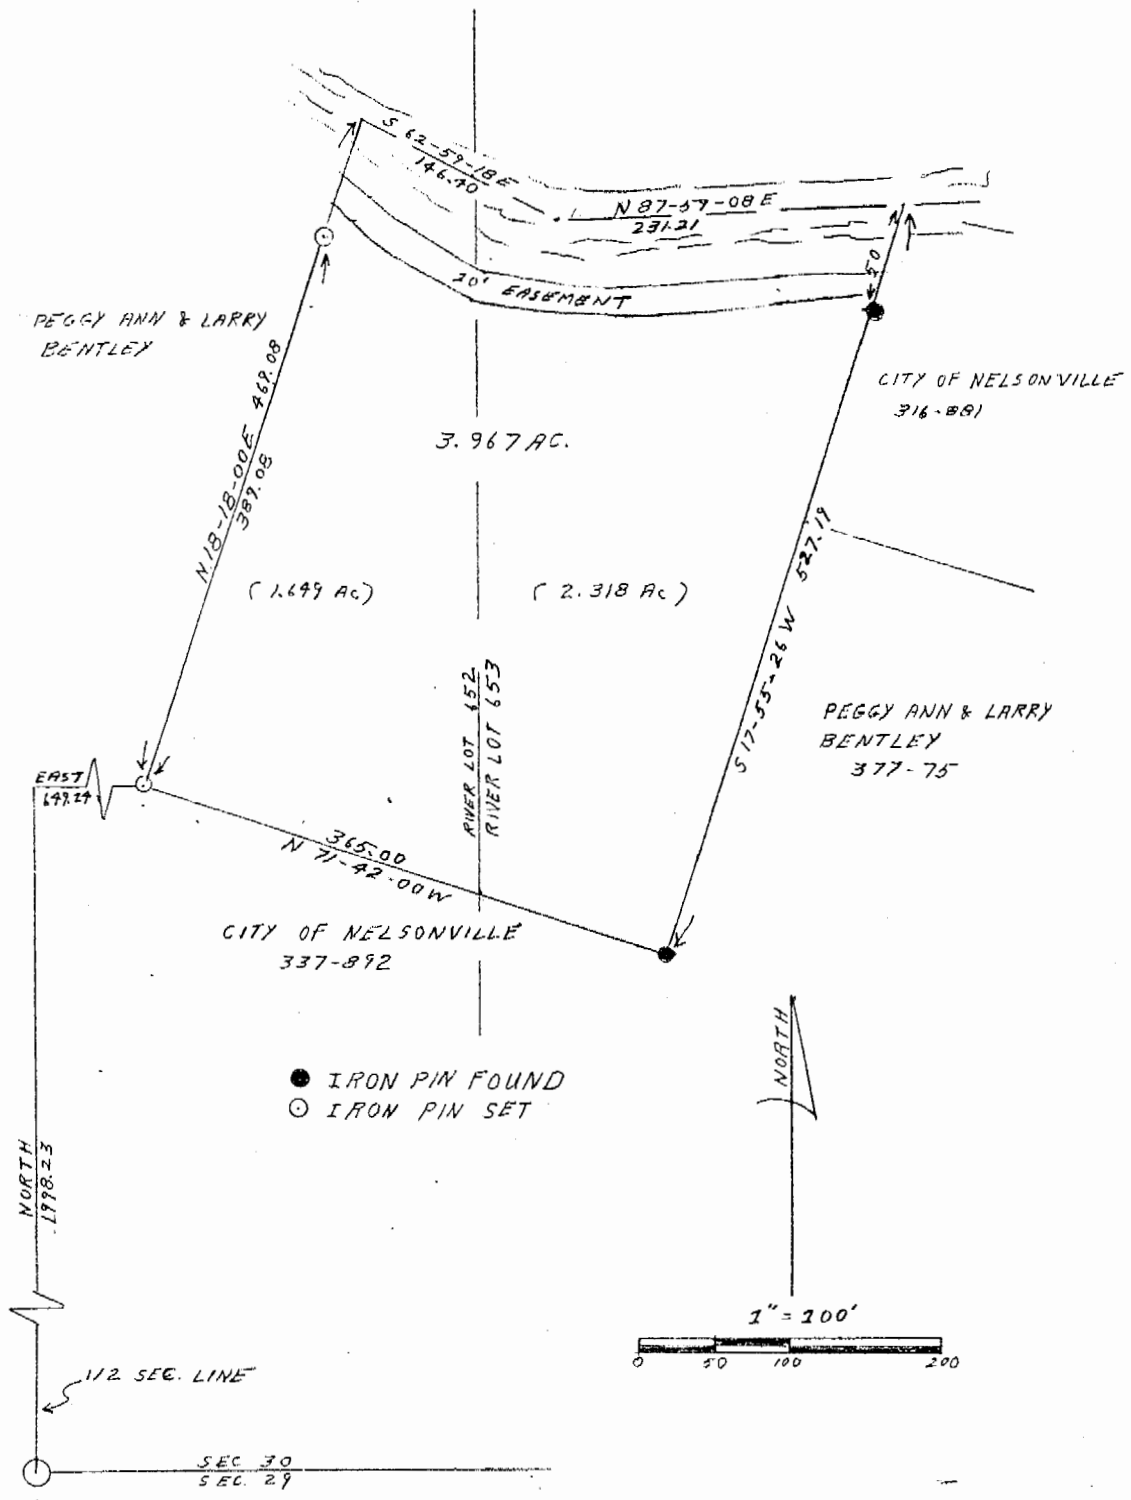 S 62-59-18 E
146.40
N 87-57-08 E
231.21
50
20' EASEMENT
PEGGY ANN & LARRY
BENTLEY
CITY OF NELSONVILLE
316-881
N 18-18-00 E 469.08
389.08
3.967 AC.
(1.649 Ac)
(2.318 Ac)
S 17-55-26 W 527.19
RIVER LOT 652
RIVER LOT 653
PEGGY ANN & LARRY
BENTLEY
377-75
EAST
649.24
365.00
N 71-42-00 W
CITY OF NELSONVILLE
337-892
NORTH
IRON PIN FOUND
IRON PIN SET
NORTH
1998.23
1" = 100'
0 50 100 200
1/2 SEC. LINE
SEC 30
SEC. 29